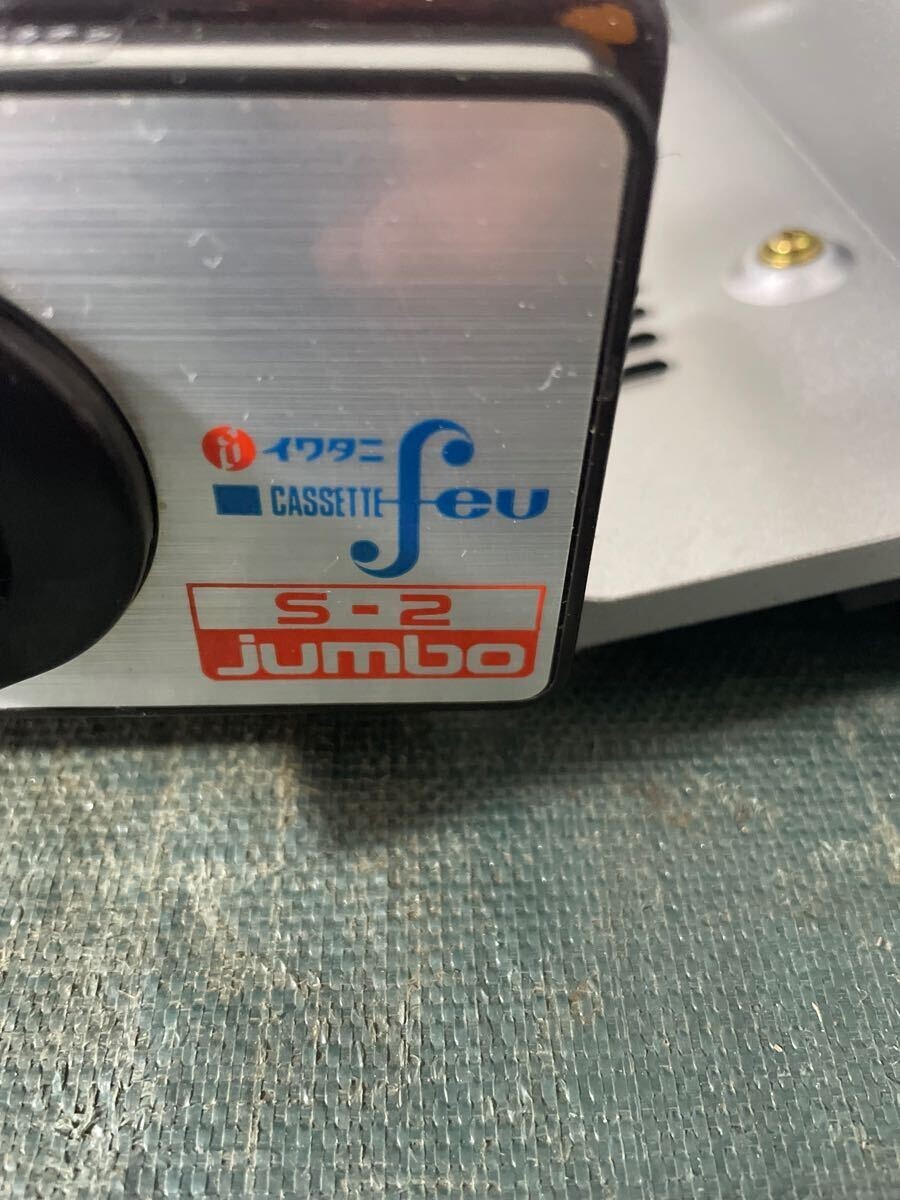 イワタニ
CASSETTE feu
S-2
jumbo